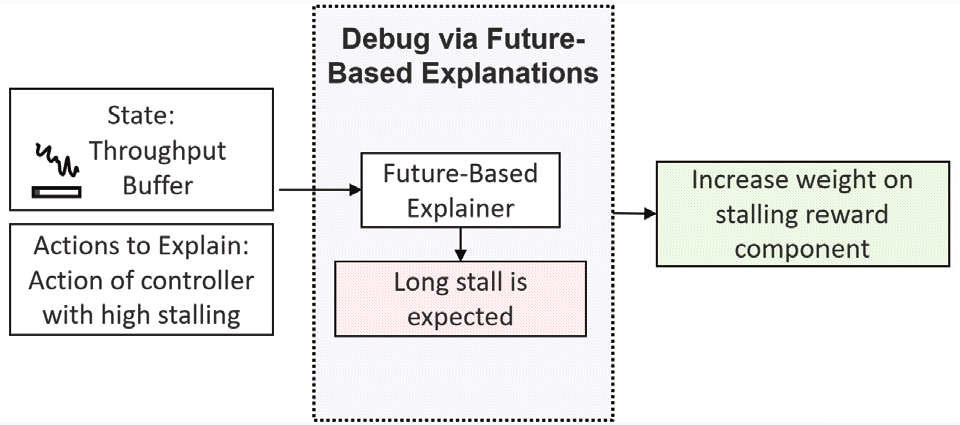 Debug via Future-
Based Explanations
State:
Throughput
Buffer
Actions to Explain:
Action of controller
with high stalling
Future-Based
Explainer
Long stall is
expected
Increase weight on
stalling reward
component